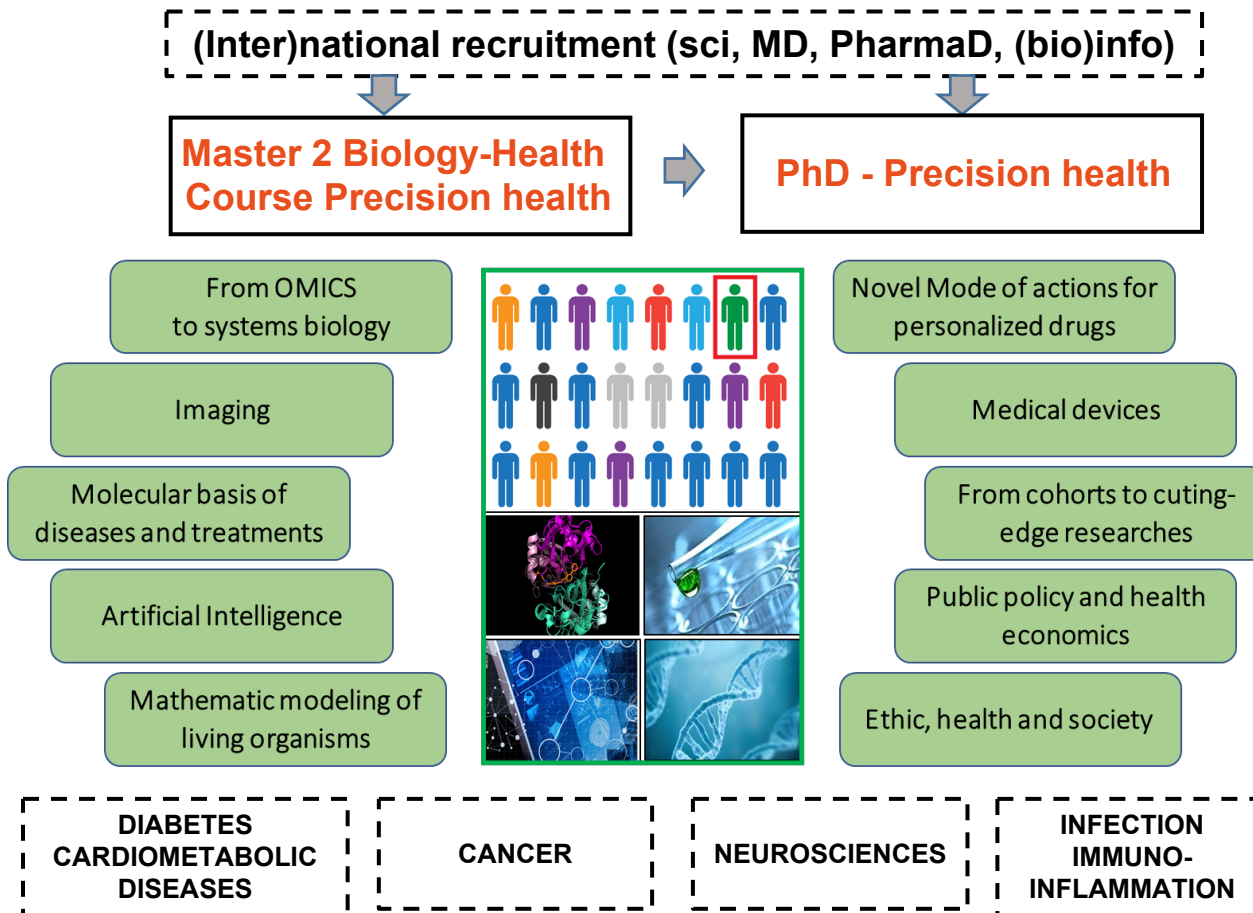 (Inter)national recruitment (sci, MD, PharmaD, (bio)info)
Master 2 Biology-Health
Course Precision health
PhD - Precision health
From OMICS
to systems biology
Imaging
Molecular basis of
diseases and treatments
Artificial Intelligence
Mathematic modeling of
living organisms
Novel Mode of actions for
personalized drugs
Medical devices
From cohorts to cuting-
edge researches
Public policy and health
economics
Ethic, health and society
DIABETES
CARDIOMETABOLIC
DISEASES
CANCER
NEUROSCIENCES
INFECTION
IMMUNO-
INFLAMMATION